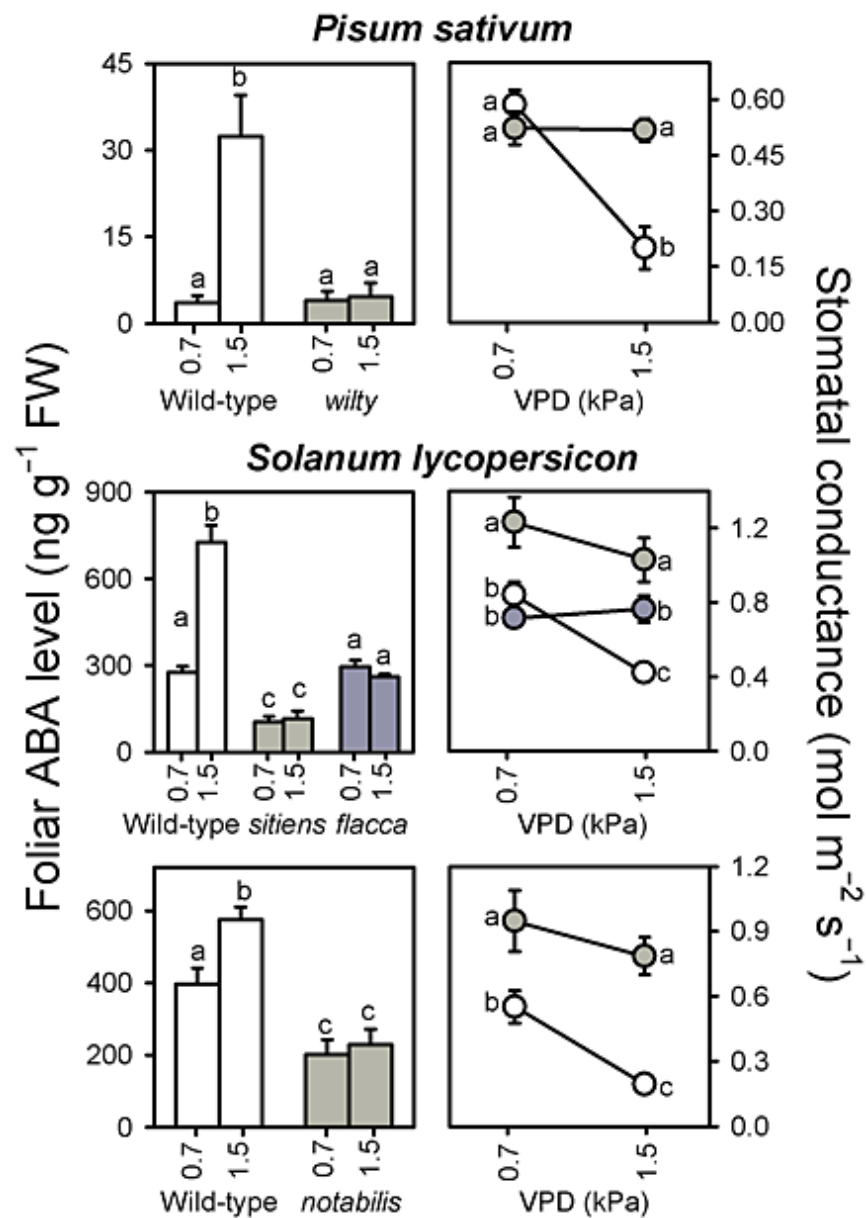 Pisum sativum
45
30
15
0
b
a
a
a
0.7
1.5
0.7
1.5
Wild-type
wilty
a
a
a
b
0.60
0.45
0.30
0.15
0.00
0.7
1.5
VPD (kPa)
Foliar ABA level (ng g⁻¹ FW)
Stomatal conductance (mol m⁻² s⁻¹)
Solanum lycopersicon
900
600
300
0
a
b
c
c
a
a
0.7
1.5
0.7
1.5
0.7
1.5
Wild-type sitiens flacca
a
a
b
b
b
c
1.2
0.8
0.4
0.0
0.7
1.5
VPD (kPa)
600
400
200
0
a
b
c
c
0.7
1.5
0.7
1.5
Wild-type
notabilis
a
a
b
c
1.2
0.9
0.6
0.3
0.0
0.7
1.5
VPD (kPa)